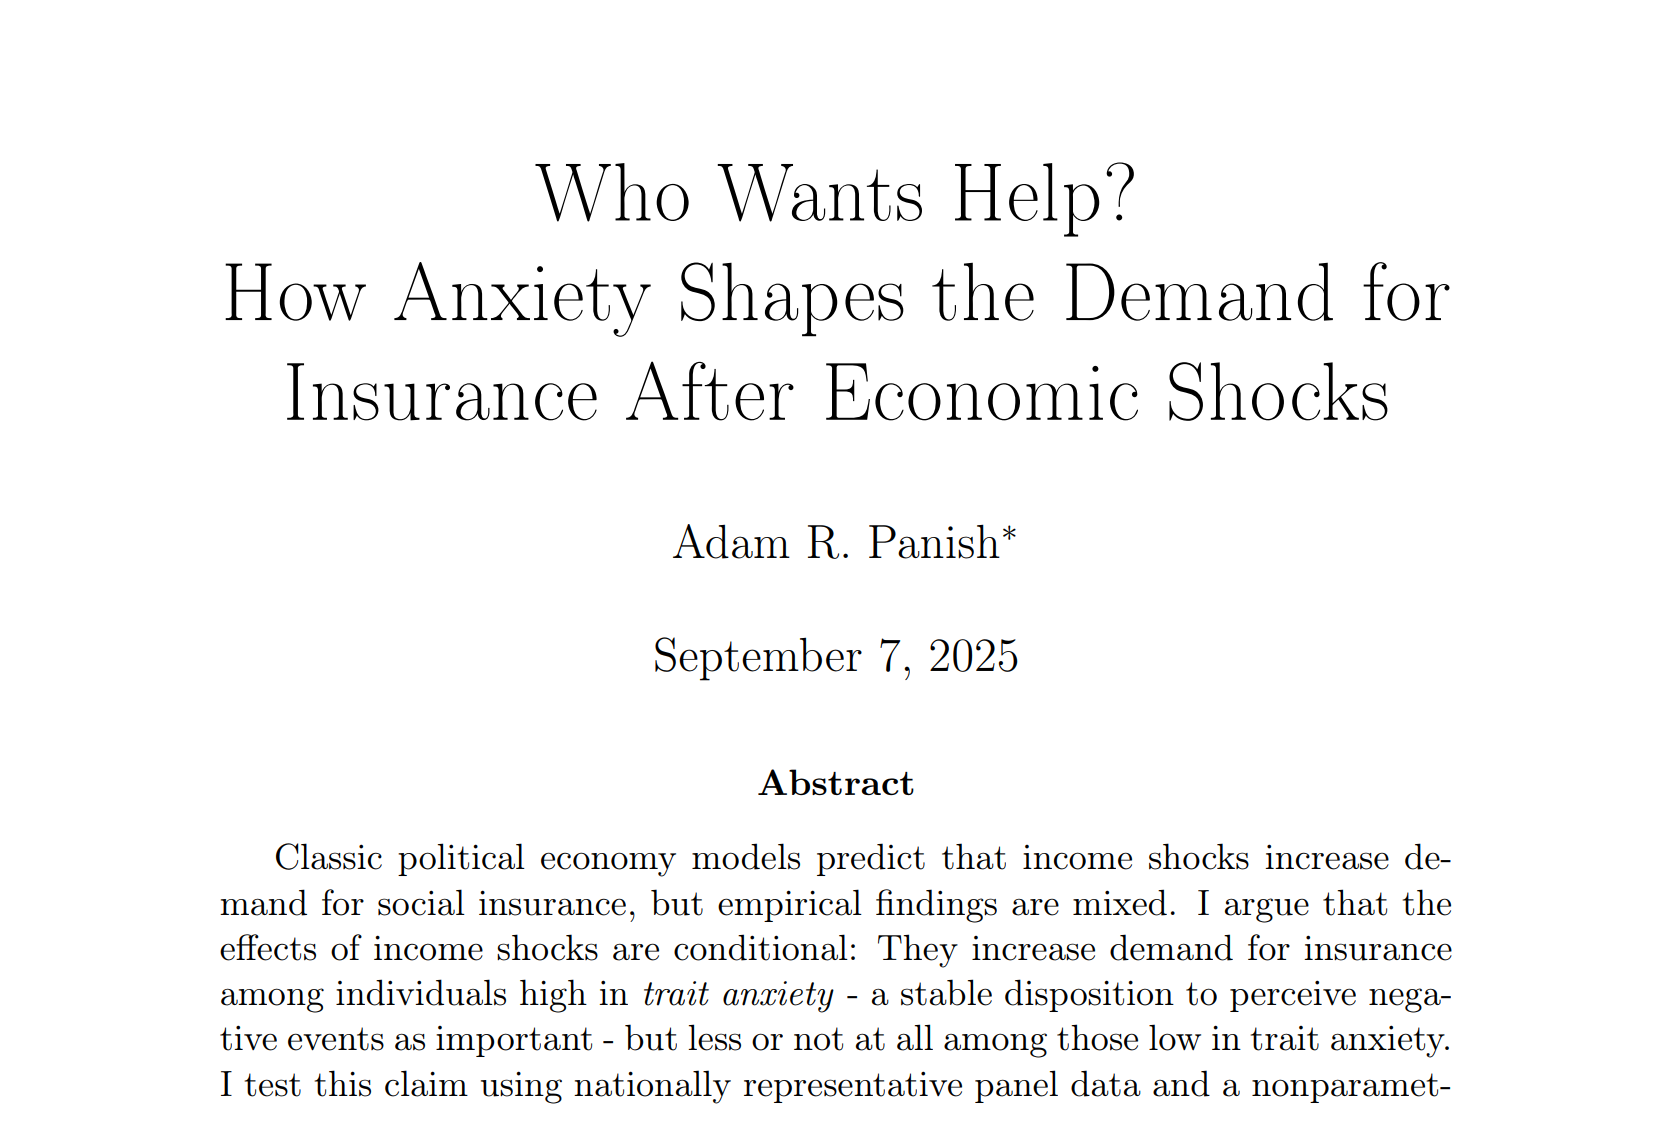 Who Wants Help?
How Anxiety Shapes the Demand for
Insurance After Economic Shocks
Adam R. Panish*
September 7, 2025
Abstract
Classic political economy models predict that income shocks increase de-
mand for social insurance, but empirical findings are mixed. I argue that the
effects of income shocks are conditional: They increase demand for insurance
among individuals high in trait anxiety - a stable disposition to perceive nega-
tive events as important - but less or not at all among those low in trait anxiety.
I test this claim using nationally representative panel data and a nonparamet-